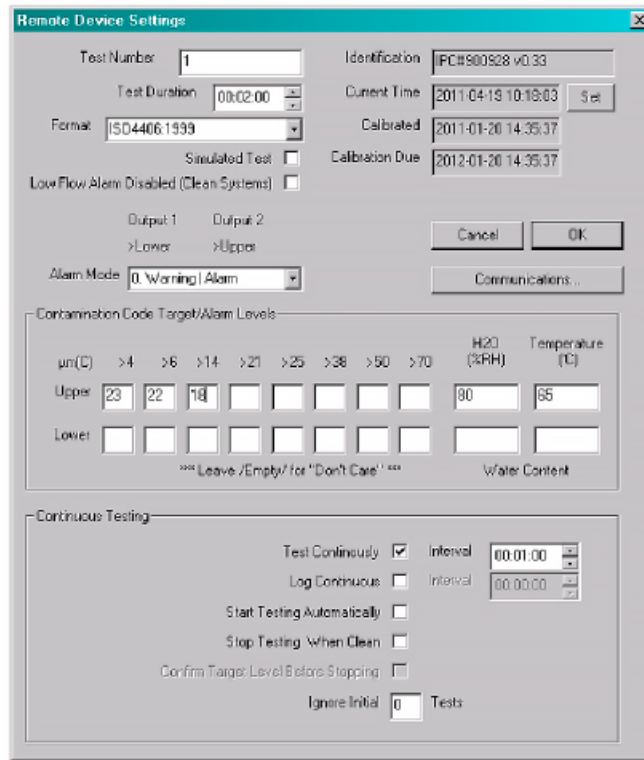 Remote Device Settings
Test Number 1
Identification IPC#900928 v0.33
Test Duration 00:02:00
Current Time 2011-04-19 10:18:03 Set
Format ISO4406:1999
Calibrated 2011-01-20 14:35:37
Simulated Test
Calibration Due 2012-01-20 14:35:37
Low Flow Alarm Disabled (Clean Systems)
Output 1 Output 2
>Lower >Upper
Cancel OK
Alarm Mode 0. Warning | Alarm
Communications...
Contamination Code Target/Alarm Levels
H2O (%RH) Temperature (°C)
µm(C) >4 >6 >14 >21 >25 >38 >50 >70
Upper 23 22 18 80 65
Lower
*** Leave /Empty/ for "Don't Care" *** Water Content
Continuous Testing
Test Continously Interval 00:01:00
Log Continuous Interval 00:00:00
Start Testing Automatically
Stop Testing When Clean
Confirm Target Level Before Stopping
Ignore Initial 0 Tests